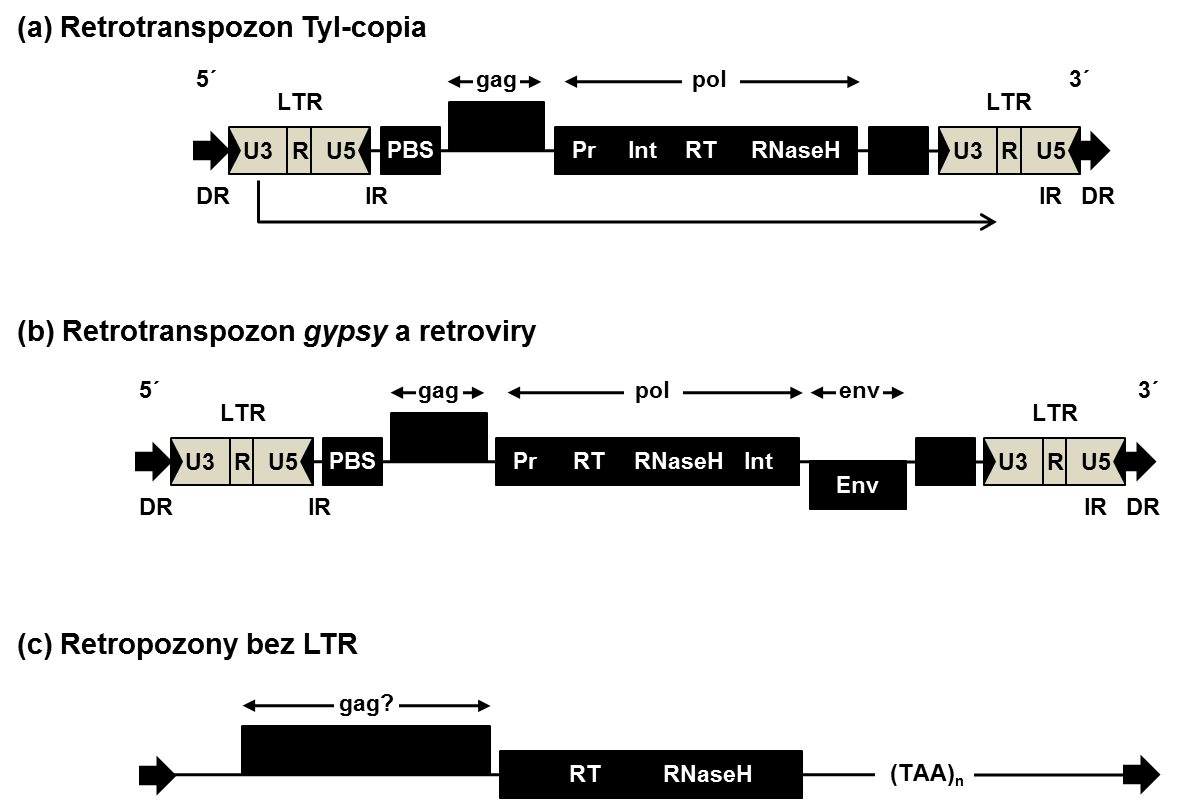 (a) Retrotranspozon Tyl-copia
5´ gag pol 3´
LTR LTR
U3 R U5 PBS Pr Int RT RNaseH U3 R U5
DR IR IR DR
(b) Retrotranspozon gypsy a retroviry
5´ gag pol env 3´
LTR LTR
U3 R U5 PBS Pr RT RNaseH Int U3 R U5
Env
DR IR IR DR
(c) Retropozony bez LTR
gag?
RT RNaseH (TAA)n